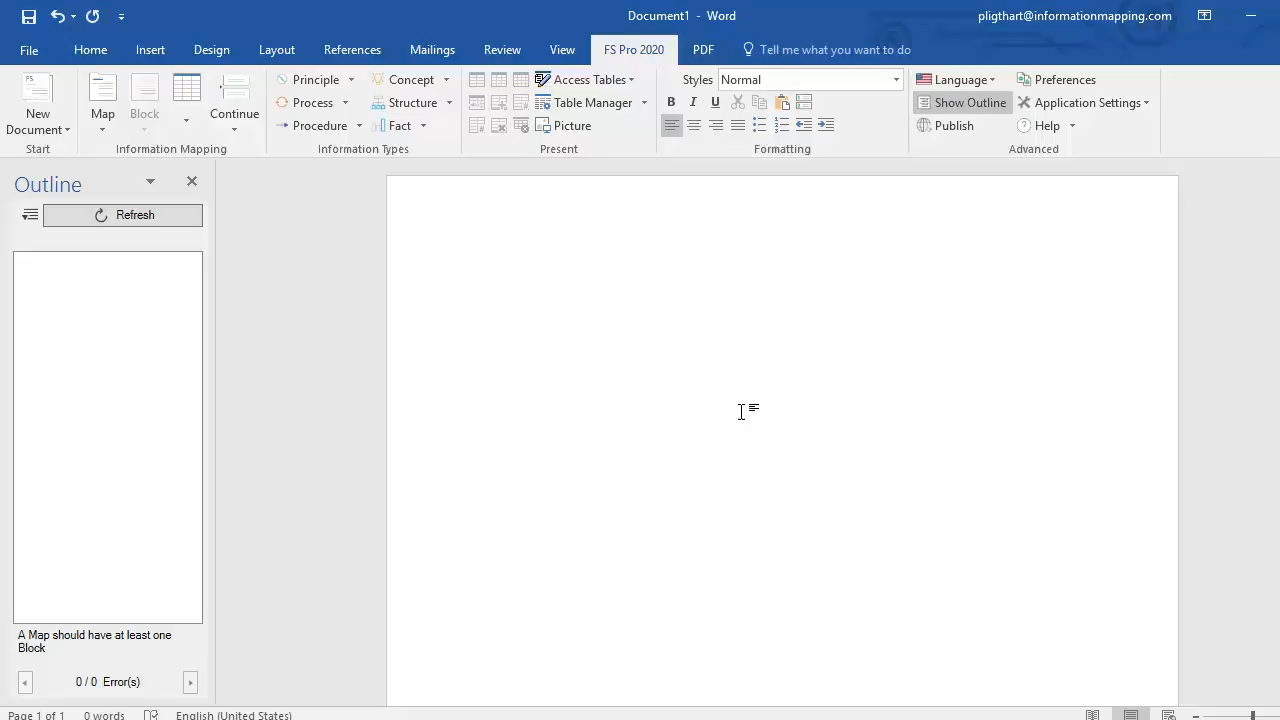 Document1 - Word
pligthart@informationmapping.com
File Home Insert Design Layout References Mailings Review View FS Pro 2020 PDF Tell me what you want to do
FS
New
Document
Start
Map
Block
Continue
Information Mapping
Principle
Concept
Process
Structure
Procedure
Fact
Information Types
Access Tables
Table Manager
Picture
Present
Styles Normal
B I U
Formatting
Language
Preferences
Show Outline
Application Settings
Publish
Help
Advanced
Outline
Refresh
A Map should have at least one
Block
0 / 0 Error(s)
Page 1 of 1 0 words English (United States)